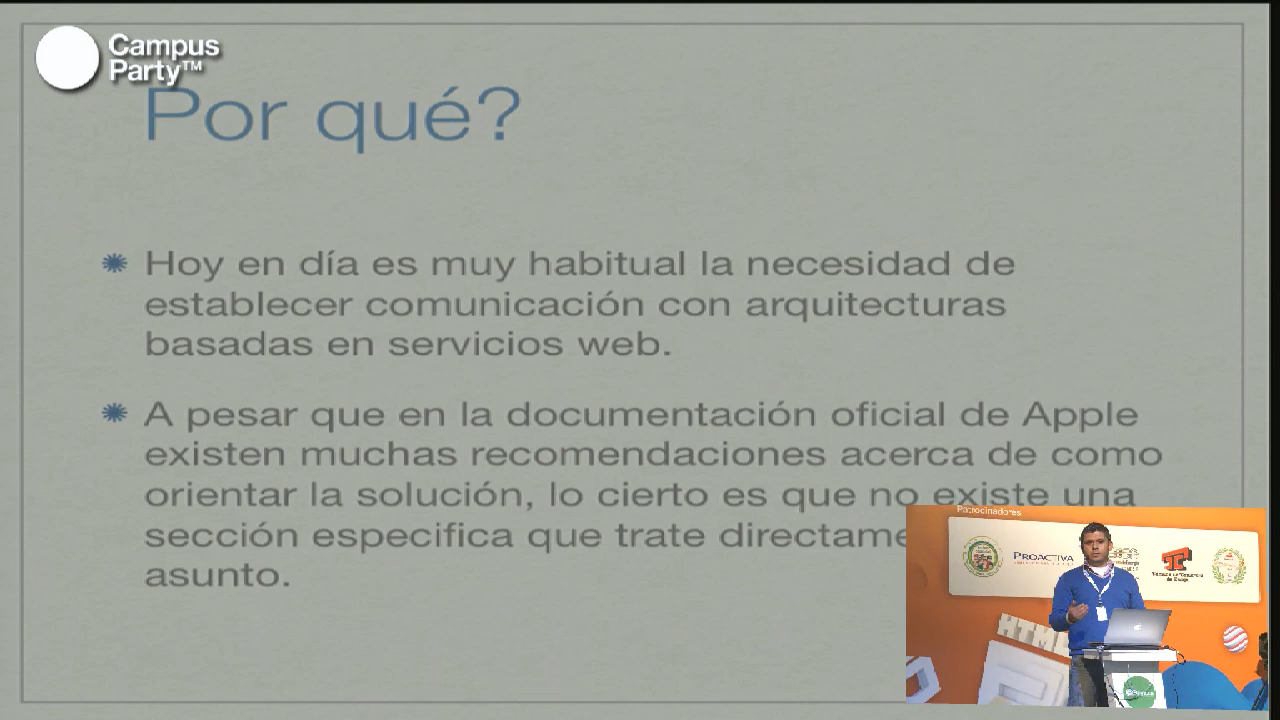 Campus
Party™
Por qué?
Hoy en día es muy habitual la necesidad de
establecer comunicación con arquitecturas
basadas en servicios web.
A pesar que en la documentación oficial de Apple
existen muchas recomendaciones acerca de como
orientar la solución, lo cierto es que no existe una
sección especifica que trate directame
asunto.
Patrocinadores
PROACTIVA
HTML